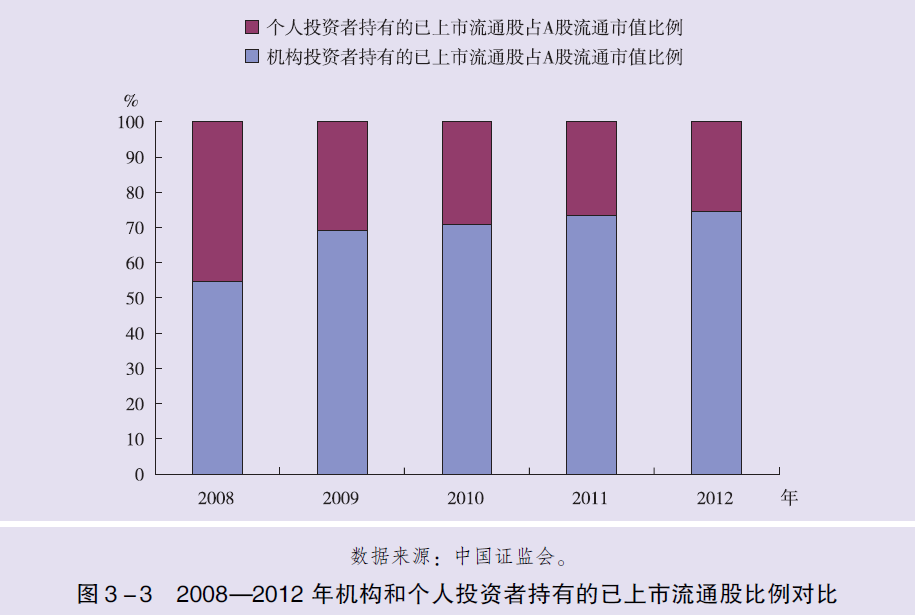 个人投资者持有的已上市流通股占A股流通市值比例
机构投资者持有的已上市流通股占A股流通市值比例
%
100
90
80
70
60
50
40
30
20
10
0
2008 2009 2010 2011 2012 年
数据来源：中国证监会。
图3-3 2008—2012年机构和个人投资者持有的已上市流通股比例对比